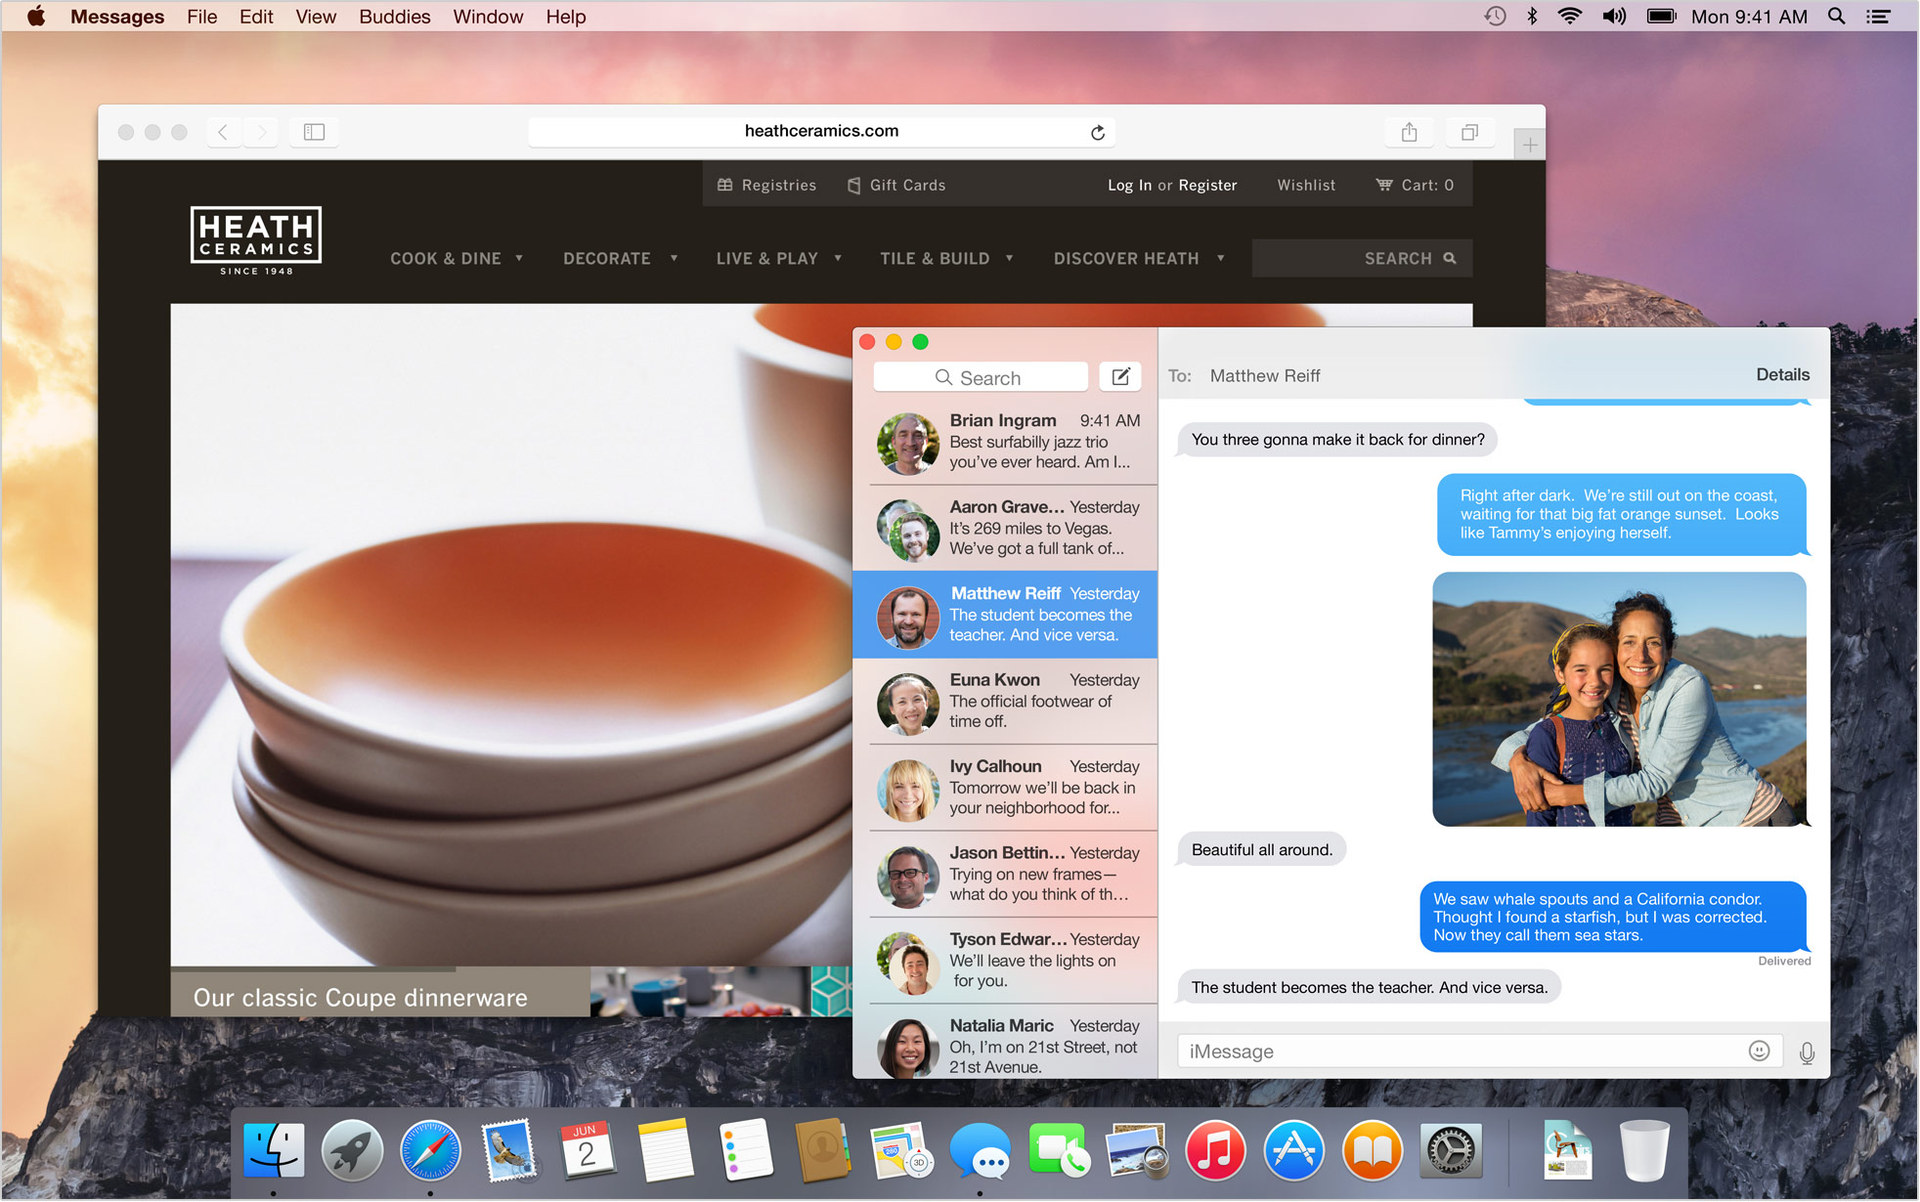 Messages File Edit View Buddies Window Help
Mon 9:41 AM
heathceramics.com
Registries Gift Cards Log In or Register Wishlist Cart: 0
HEATH
CERAMICS
SINCE 1948
COOK & DINE DECORATE LIVE & PLAY TILE & BUILD DISCOVER HEATH SEARCH
Our classic Coupe dinnerware
Search
Brian Ingram 9:41 AM
Best surfabilly jazz trio
you’ve ever heard. Am I...
Aaron Grave... Yesterday
It’s 269 miles to Vegas.
We’ve got a full tank of...
Matthew Reiff Yesterday
The student becomes the
teacher. And vice versa.
Euna Kwon Yesterday
The official footwear of
time off.
Ivy Calhoun Yesterday
Tomorrow we’ll be back in
your neighborhood for...
Jason Bettin... Yesterday
Trying on new frames—
what do you think of th...
Tyson Edwar... Yesterday
We’ll leave the lights on
for you.
Natalia Maric Yesterday
Oh, I’m on 21st Street, not
21st Avenue.
To: Matthew Reiff Details
You three gonna make it back for dinner?
Right after dark. We’re still out on the coast,
waiting for that big fat orange sunset. Looks
like Tammy’s enjoying herself.
Beautiful all around.
We saw whale spouts and a California condor.
Thought I found a starfish, but I was corrected.
Now they call them sea stars.
Delivered
The student becomes the teacher. And vice versa.
iMessage
JUN
2
280
3D